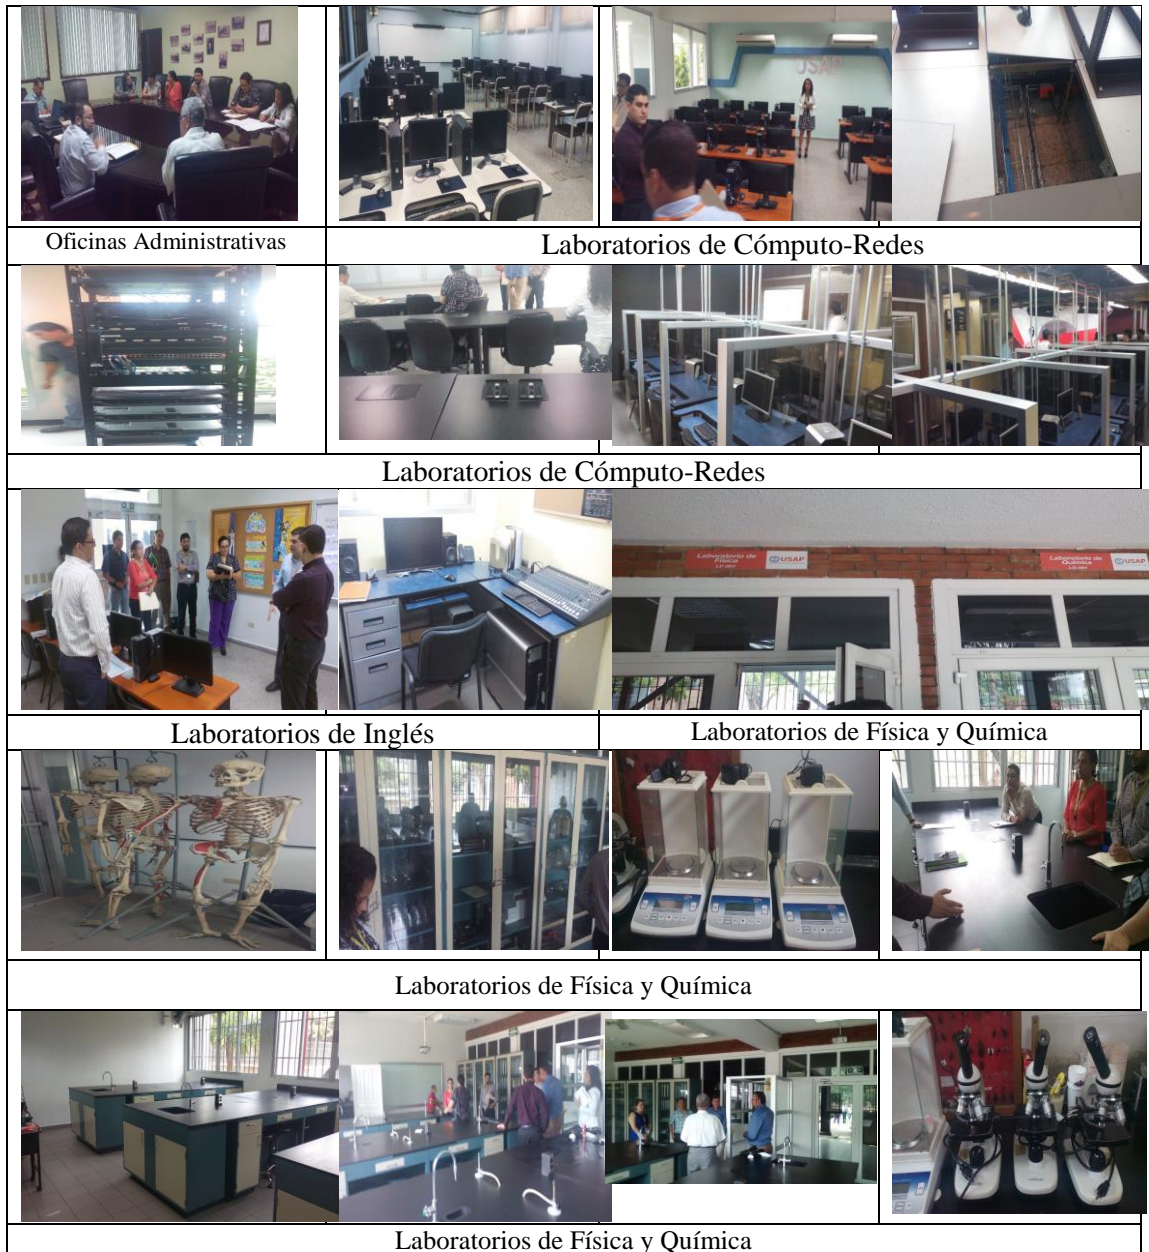 "USAP"
Oficinas Administrativas
Laboratorios de Cómputo-Redes
Laboratorios de Cómputo-Redes
Laboratorio de
Física
USAP
Laboratorio de
Química
USAP
Laboratorios de Inglés
Laboratorios de Física y Química
Laboratorios de Física y Química
Laboratorios de Física y Química